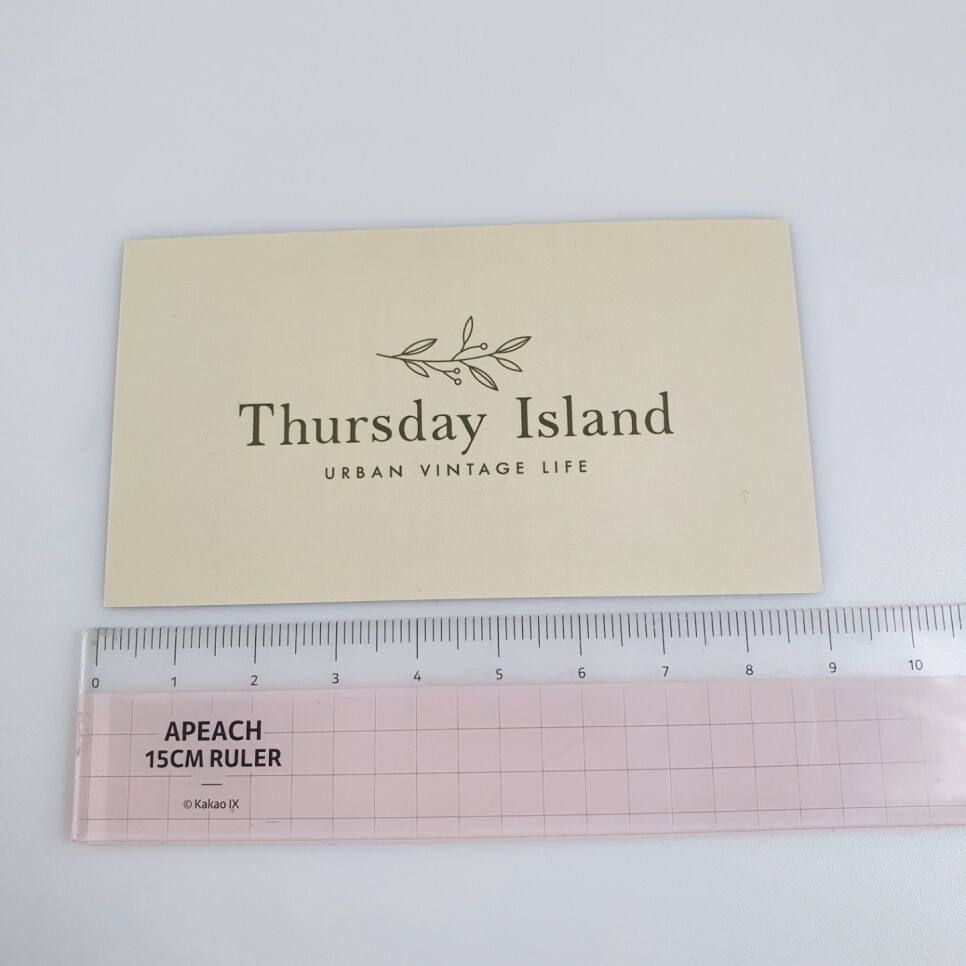 Thursday Island
URBAN VINTAGE LIFE
0 1 2 3 4 5 6 7 8 9 10
APEACH
15CM RULER
© Kakao IX